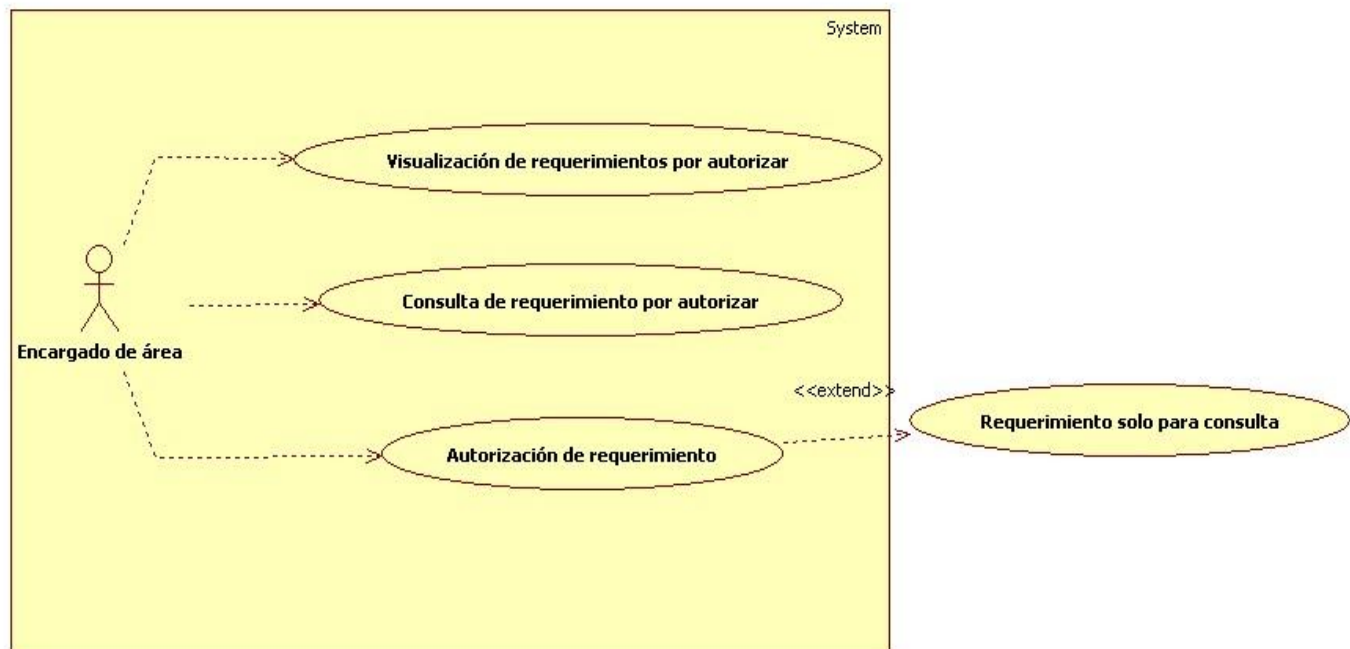 System
Visualización de requerimientos por autorizar
Consulta de requerimiento por autorizar
Encargado de área
<<extend>>
Requerimiento solo para consulta
Autorización de requerimiento